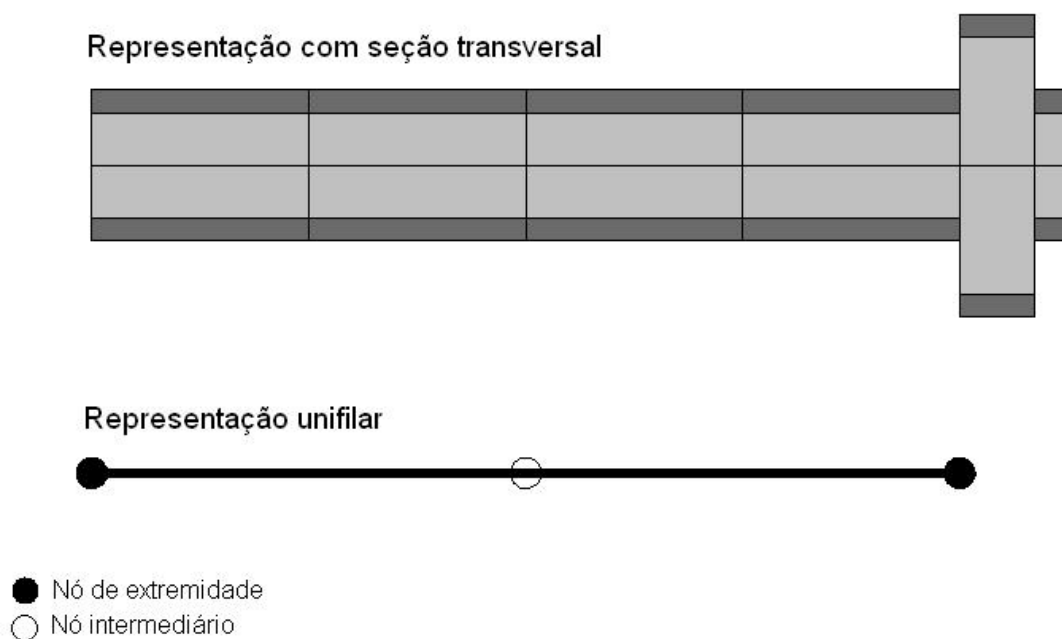 Representação com seção transversal
Representação unifilar
Nó de extremidade
Nó intermediário